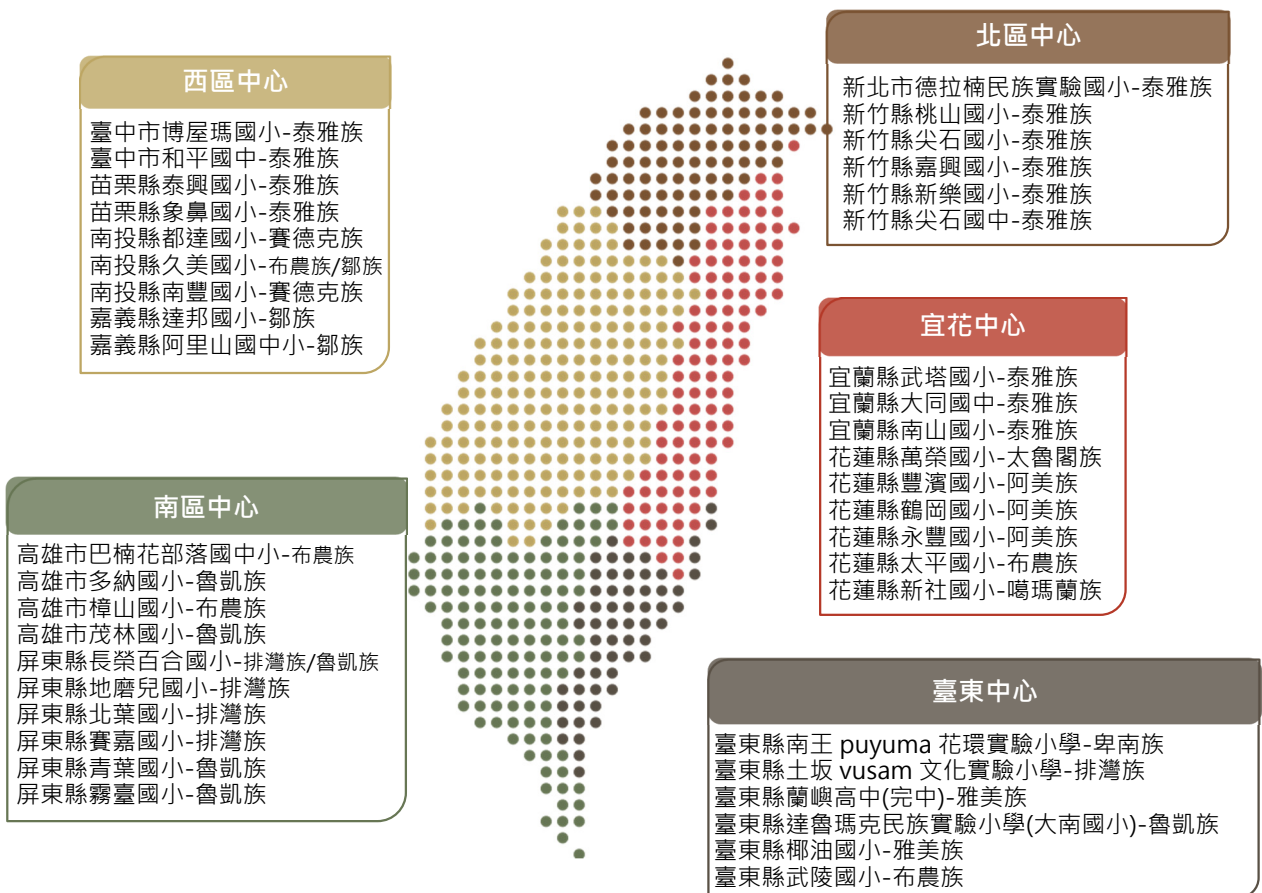 西區中心
臺中市博屋瑪國小-泰雅族
臺中市和平國中-泰雅族
苗栗縣泰興國小-泰雅族
苗栗縣象鼻國小-泰雅族
南投縣都達國小-賽德克族
南投縣久美國小-布農族/鄒族
南投縣南豐國小-賽德克族
嘉義縣達邦國小-鄒族
嘉義縣阿里山國中小-鄒族
北區中心
新北市德拉楠民族實驗國小-泰雅族
新竹縣桃山國小-泰雅族
新竹縣尖石國小-泰雅族
新竹縣嘉興國小-泰雅族
新竹縣新樂國小-泰雅族
新竹縣尖石國中-泰雅族
宜花中心
宜蘭縣武塔國小-泰雅族
宜蘭縣大同國中-泰雅族
宜蘭縣南山國小-泰雅族
花蓮縣萬榮國小-太魯閣族
花蓮縣豐濱國小-阿美族
花蓮縣鶴岡國小-阿美族
花蓮縣永豐國小-阿美族
花蓮縣太平國小-布農族
花蓮縣新社國小-噶瑪蘭族
南區中心
高雄市巴楠花部落國中小-布農族
高雄市多納國小-魯凱族
高雄市樟山國小-布農族
高雄市茂林國小-魯凱族
屏東縣長榮百合國小-排灣族/魯凱族
屏東縣地磨兒國小-排灣族
屏東縣北葉國小-排灣族
屏東縣賽嘉國小-排灣族
屏東縣青葉國小-魯凱族
屏東縣霧臺國小-魯凱族
臺東中心
臺東縣南王 puyuma 花環實驗小學-卑南族
臺東縣土坂 vusam 文化實驗小學-排灣族
臺東縣蘭嶼高中(完中)-雅美族
臺東縣達魯瑪克民族實驗小學(大南國小)-魯凱族
臺東縣椰油國小-雅美族
臺東縣武陵國小-布農族